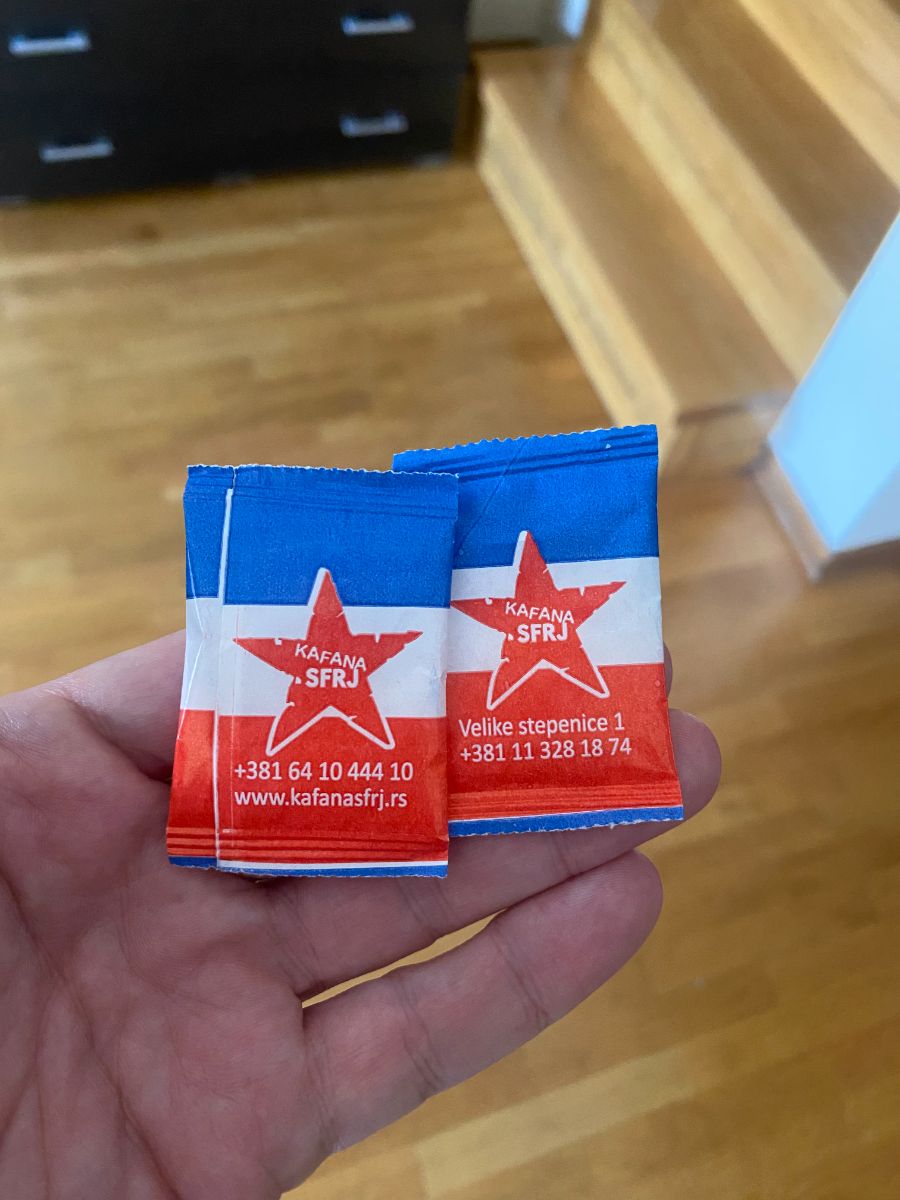 KAFANA
SFRJ
+381 64 10 444 10
www.kafanasfrj.rs
KAFANA
SFRJ
Velike stepenice 1
+381 11 328 18 74